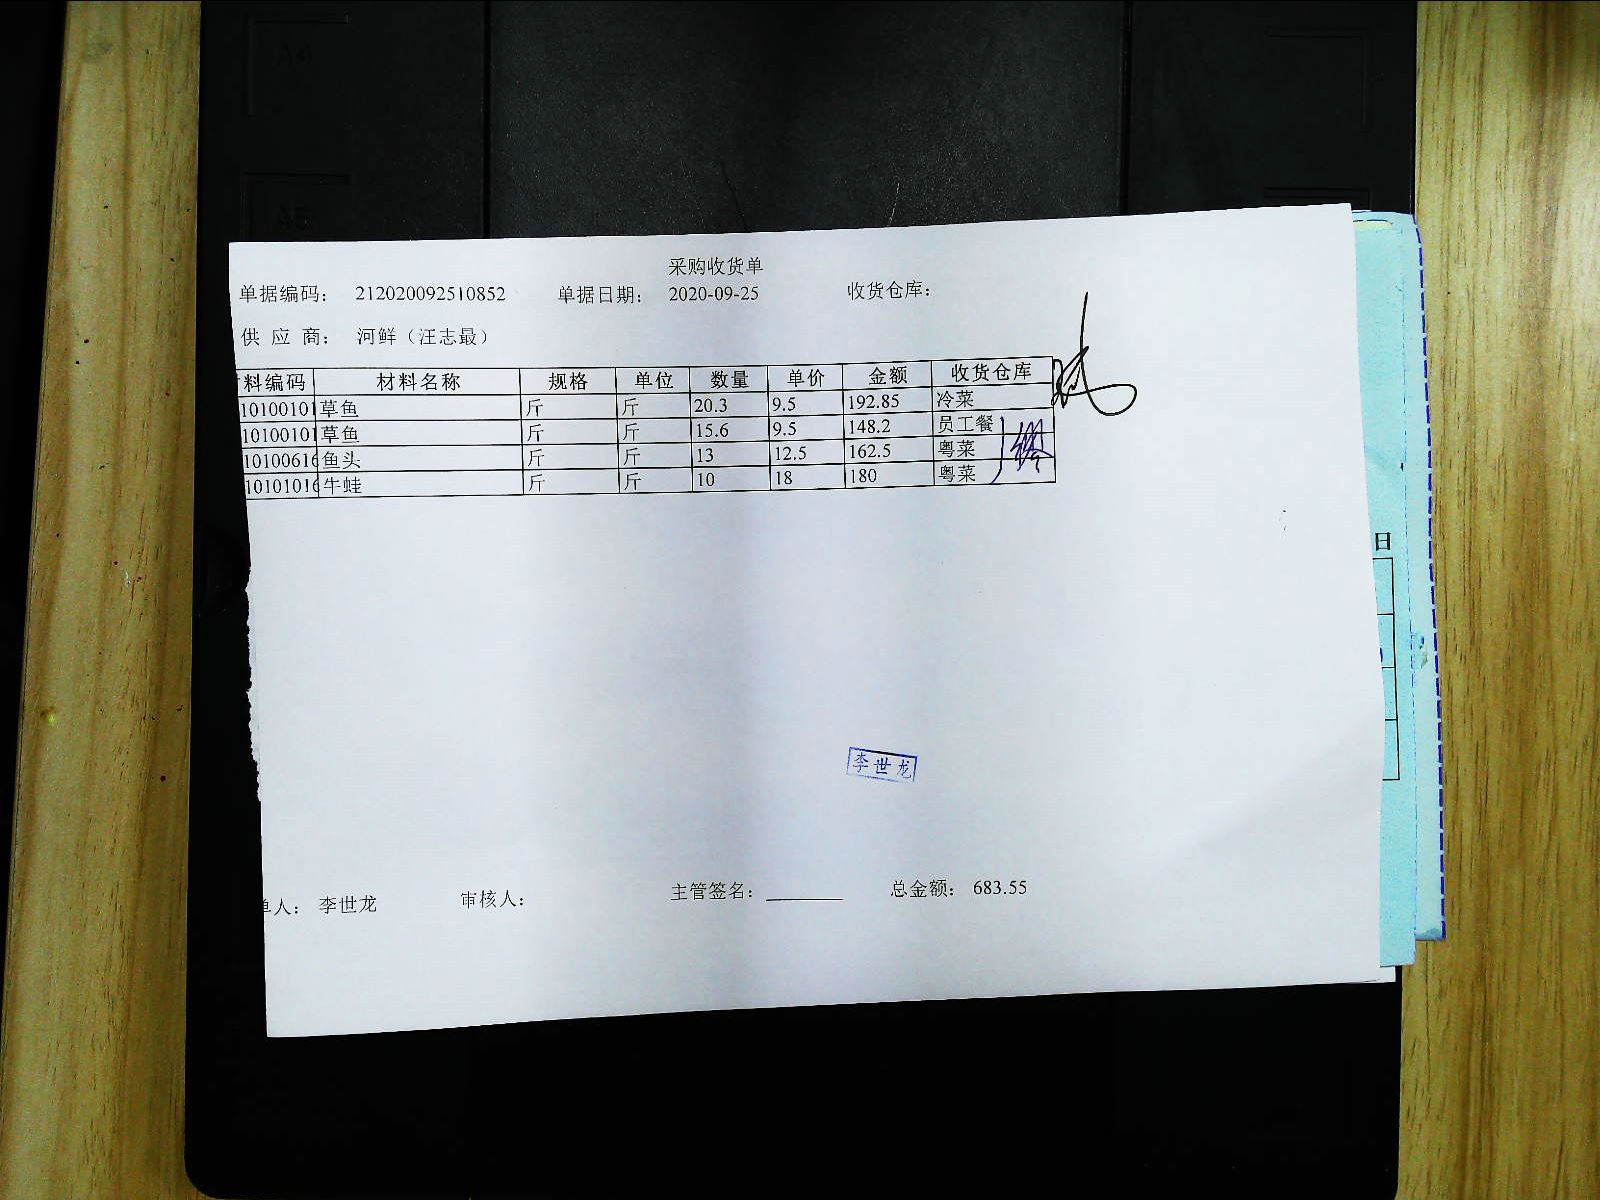 采购收货单
单据编码： 212020092510852 单据日期： 2020-09-25 收货仓库：
供 应 商： 河鲜（汪志最）
料编码 材料名称 规格 单位 数量 单价 金额 收货仓库
10100101 草鱼 斤 斤 20.3 9.5 192.85 冷菜
10100101 草鱼 斤 斤 15.6 9.5 148.2 员工餐
10100616 鱼头 斤 斤 13 12.5 162.5 粤菜
10101016 牛蛙 斤 斤 10 18 180 粤菜
日
李世龙
单人： 李世龙 审核人： 主管签名： 总金额： 683.55